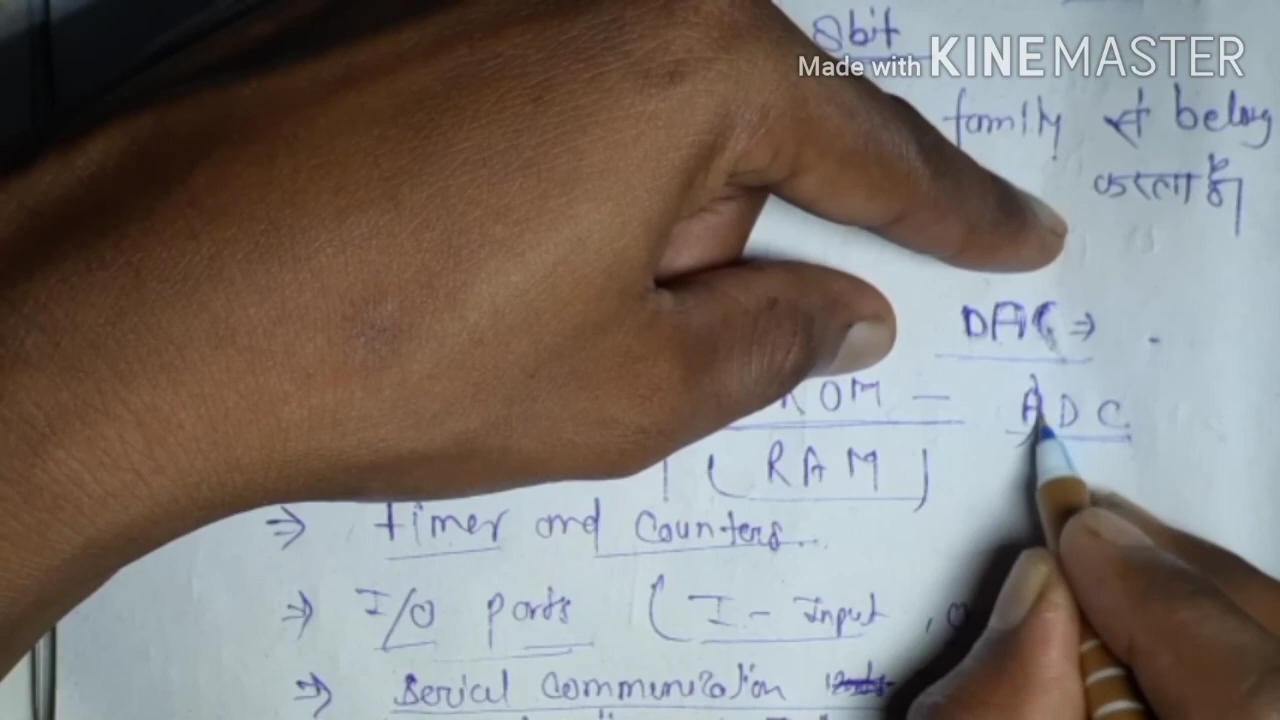 8bit
Made with KINEMASTER
family से belong
करता है।
DAC ⇒
ROM — ADC
(RAM)
⇒ timer and Counters.
⇒ I/O ports (I - Input ,
⇒ Serial Communication